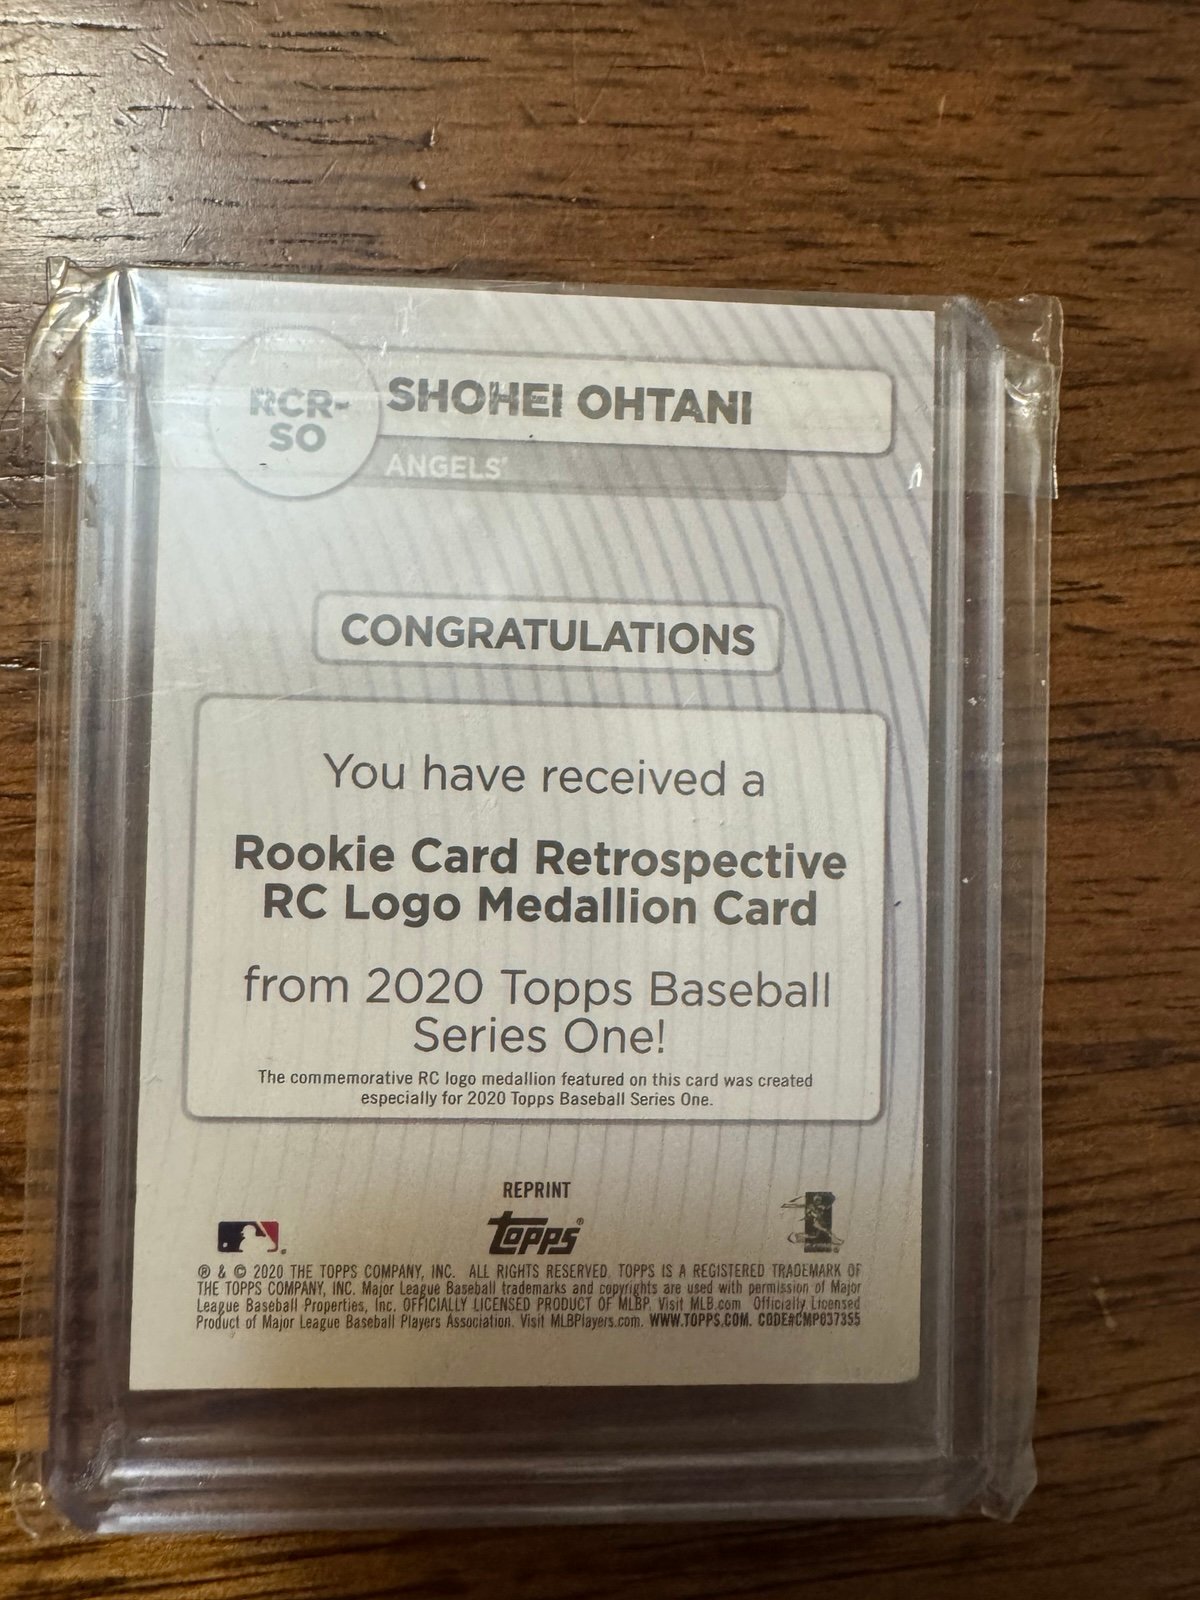 RCR-
SO
SHOHEI OHTANI
ANGELS®
CONGRATULATIONS
You have received a
Rookie Card Retrospective
RC Logo Medallion Card
from 2020 Topps Baseball
Series One!
The commemorative RC logo medallion featured on this card was created
especially for 2020 Topps Baseball Series One.
REPRINT
topps®
® & © 2020 THE TOPPS COMPANY, INC. ALL RIGHTS RESERVED. TOPPS IS A REGISTERED TRADEMARK OF
THE TOPPS COMPANY, INC. Major League Baseball trademarks and copyrights are used with permission of Major
League Baseball Properties, Inc. OFFICIALLY LICENSED PRODUCT OF MLBP. Visit MLB.com Officially Licensed
Product of Major League Baseball Players Association. Visit MLBPlayers.com. WWW.TOPPS.COM. CODE#CMP037355